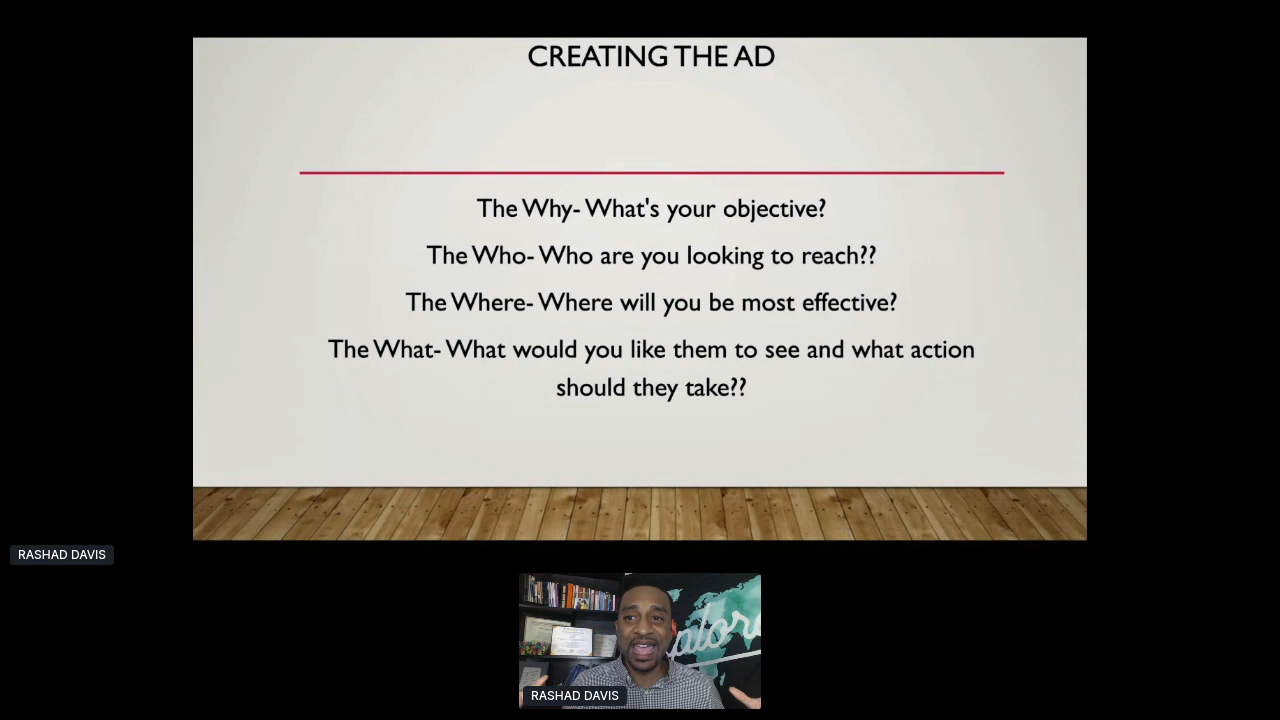 CREATING THE AD
The Why- What's your objective?
The Who- Who are you looking to reach??
The Where- Where will you be most effective?
The What- What would you like them to see and what action
should they take??
RASHAD DAVIS
RASHAD DAVIS